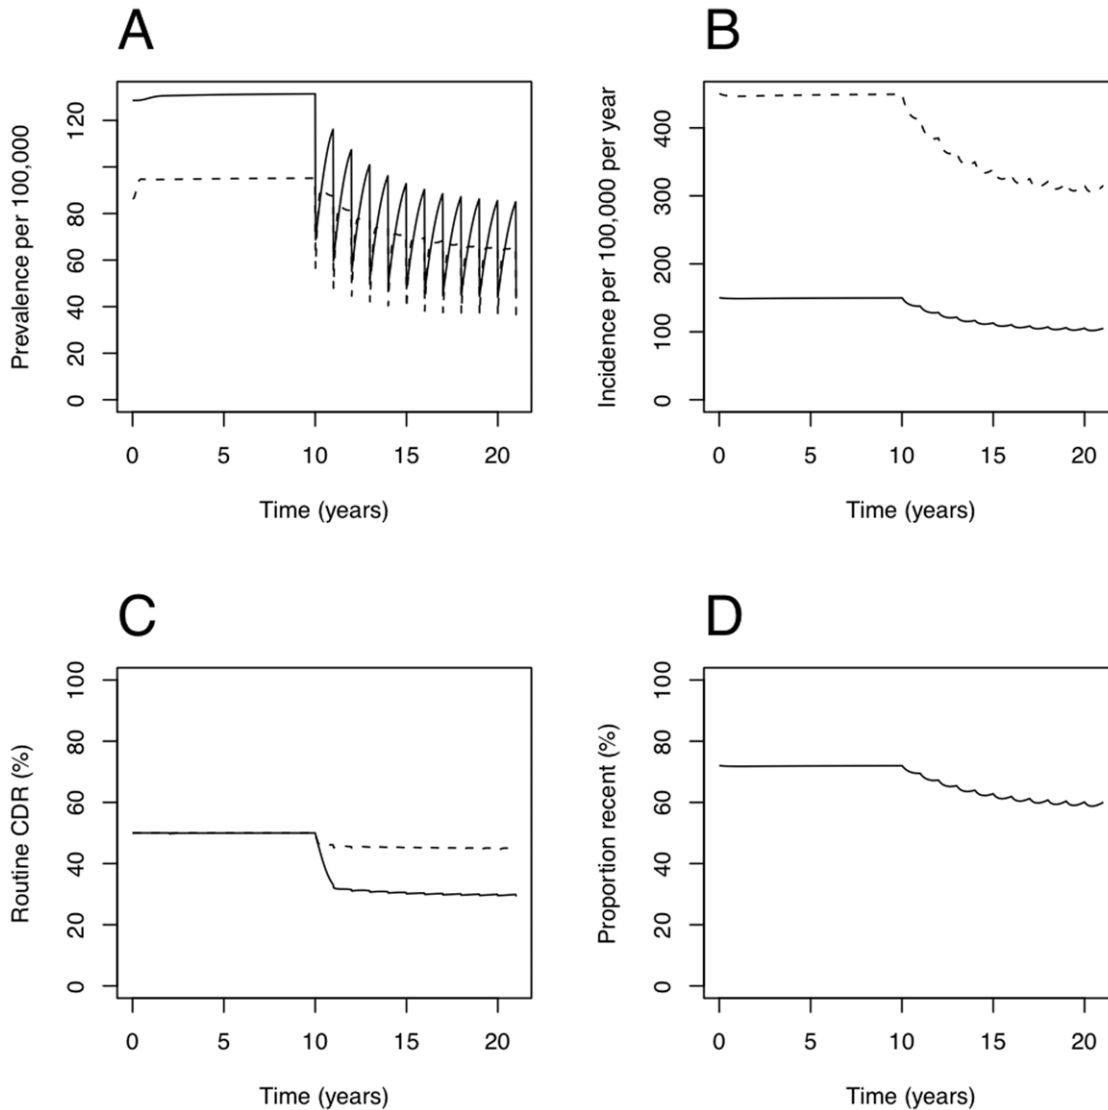 A
Prevalence per 100,000
0 20 40 60 80 120
0 5 10 15 20
Time (years)
B
Incidence per 100,000 per year
0 100 200 300 400
0 5 10 15 20
Time (years)
C
Routine CDR (%)
0 20 40 60 80 100
0 5 10 15 20
Time (years)
D
Proportion recent (%)
0 20 40 60 80 100
0 5 10 15 20
Time (years)